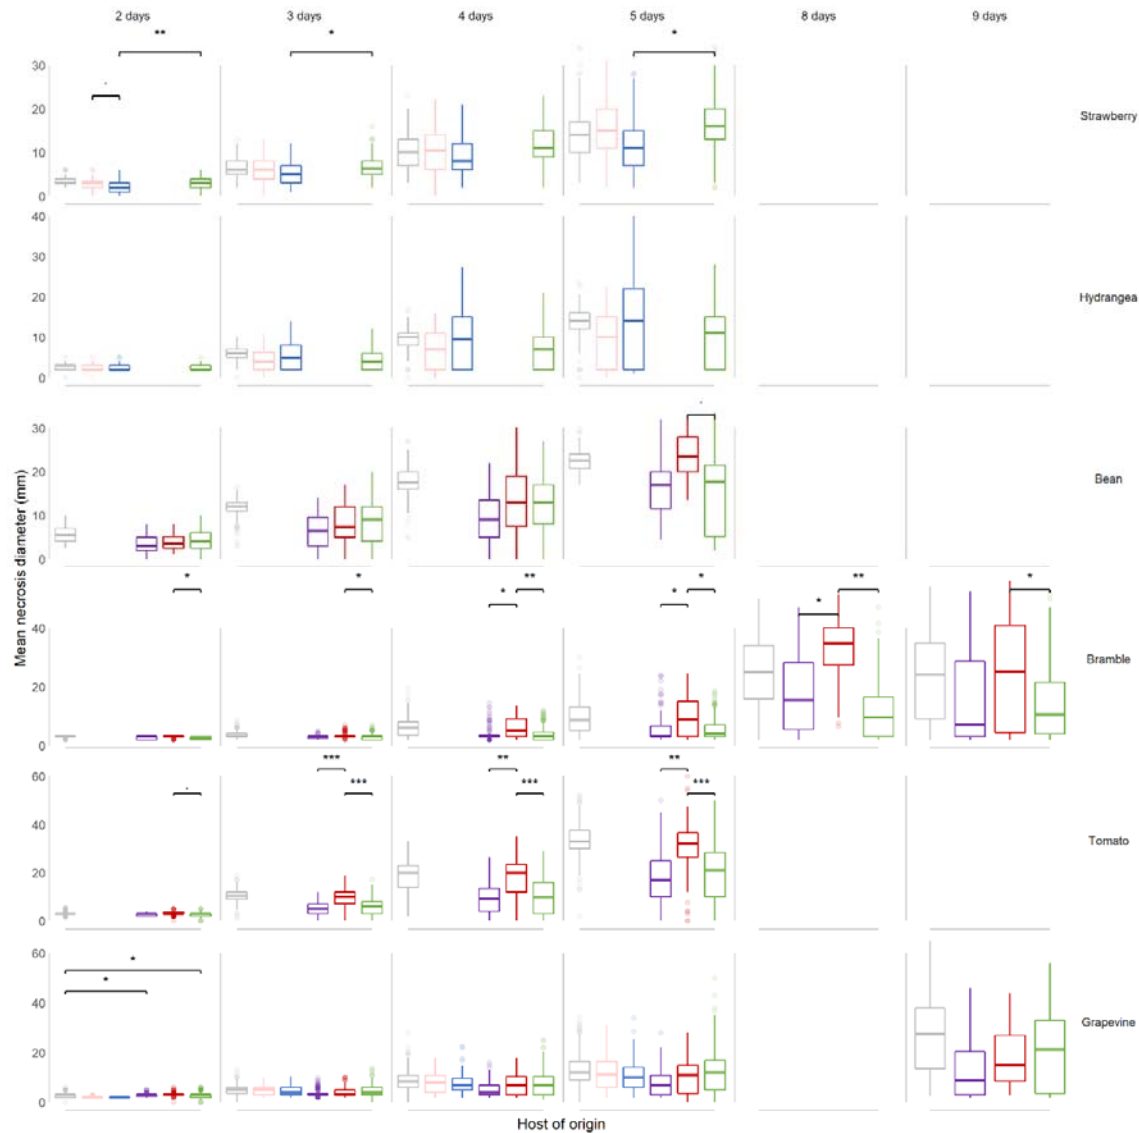 2 days 3 days 4 days 5 days 8 days 9 days
** * *
.
30
20
10
0
Strawberry
40
30
20
10
0
Hydrangea
.
30
20
10
0
Bean
Mean necrosis diameter (mm)
* * ** * ** *
* * *
40
20
0
Bramble
*** ** **
. *** *** ***
60
40
20
0
Tomato
*
*
60
40
20
0
Grapevine
Host of origin